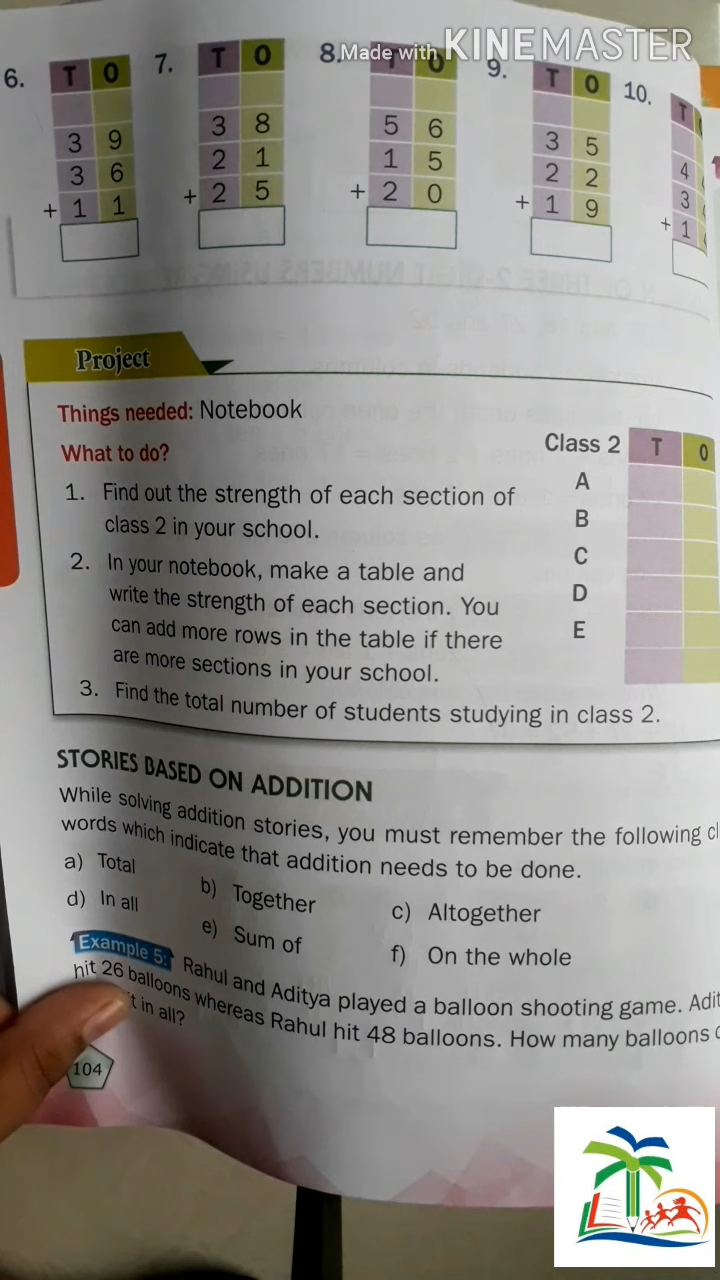 Made with KINEMASTER
6. T O
3 9
3 6
+ 1 1
7. T O
3 8
2 1
+ 2 5
8. T O
5 6
1 5
+ 2 0
9. T O
3 5
2 2
+ 1 9
10. T
4
3
+ 1
Project
Things needed: Notebook
What to do?
1. Find out the strength of each section of
class 2 in your school.
2. In your notebook, make a table and
write the strength of each section. You
can add more rows in the table if there
are more sections in your school.
3. Find the total number of students studying in class 2.
Class 2 T O
A
B
C
D
E
STORIES BASED ON ADDITION
While solving addition stories, you must remember the following
words which indicate that addition needs to be done.
a) Total b) Together c) Altogether
d) In all e) Sum of f) On the whole
Example 5: Rahul and Aditya played a balloon shooting game.
hit 26 balloons whereas Rahul hit 48 balloons. How many balloons
in all?
104